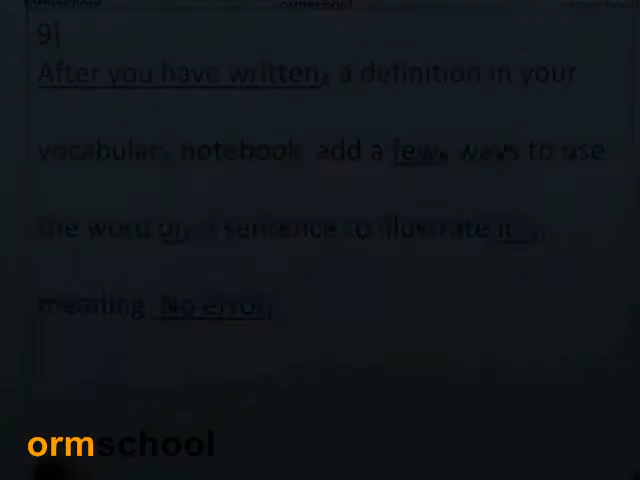 ormschool
9]
After you have written A a definition in your
vocabulary notebook, add a few B ways to use
the word or C a sentence to illustrate it
meaning. No error
ormschool